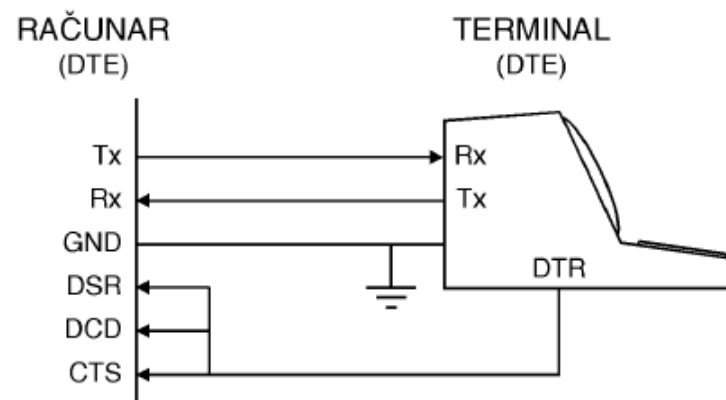 RAČUNAR
(DTE)
TERMINAL
(DTE)
Tx
Rx
Rx
Tx
GND
DSR
DTR
DCD
CTS